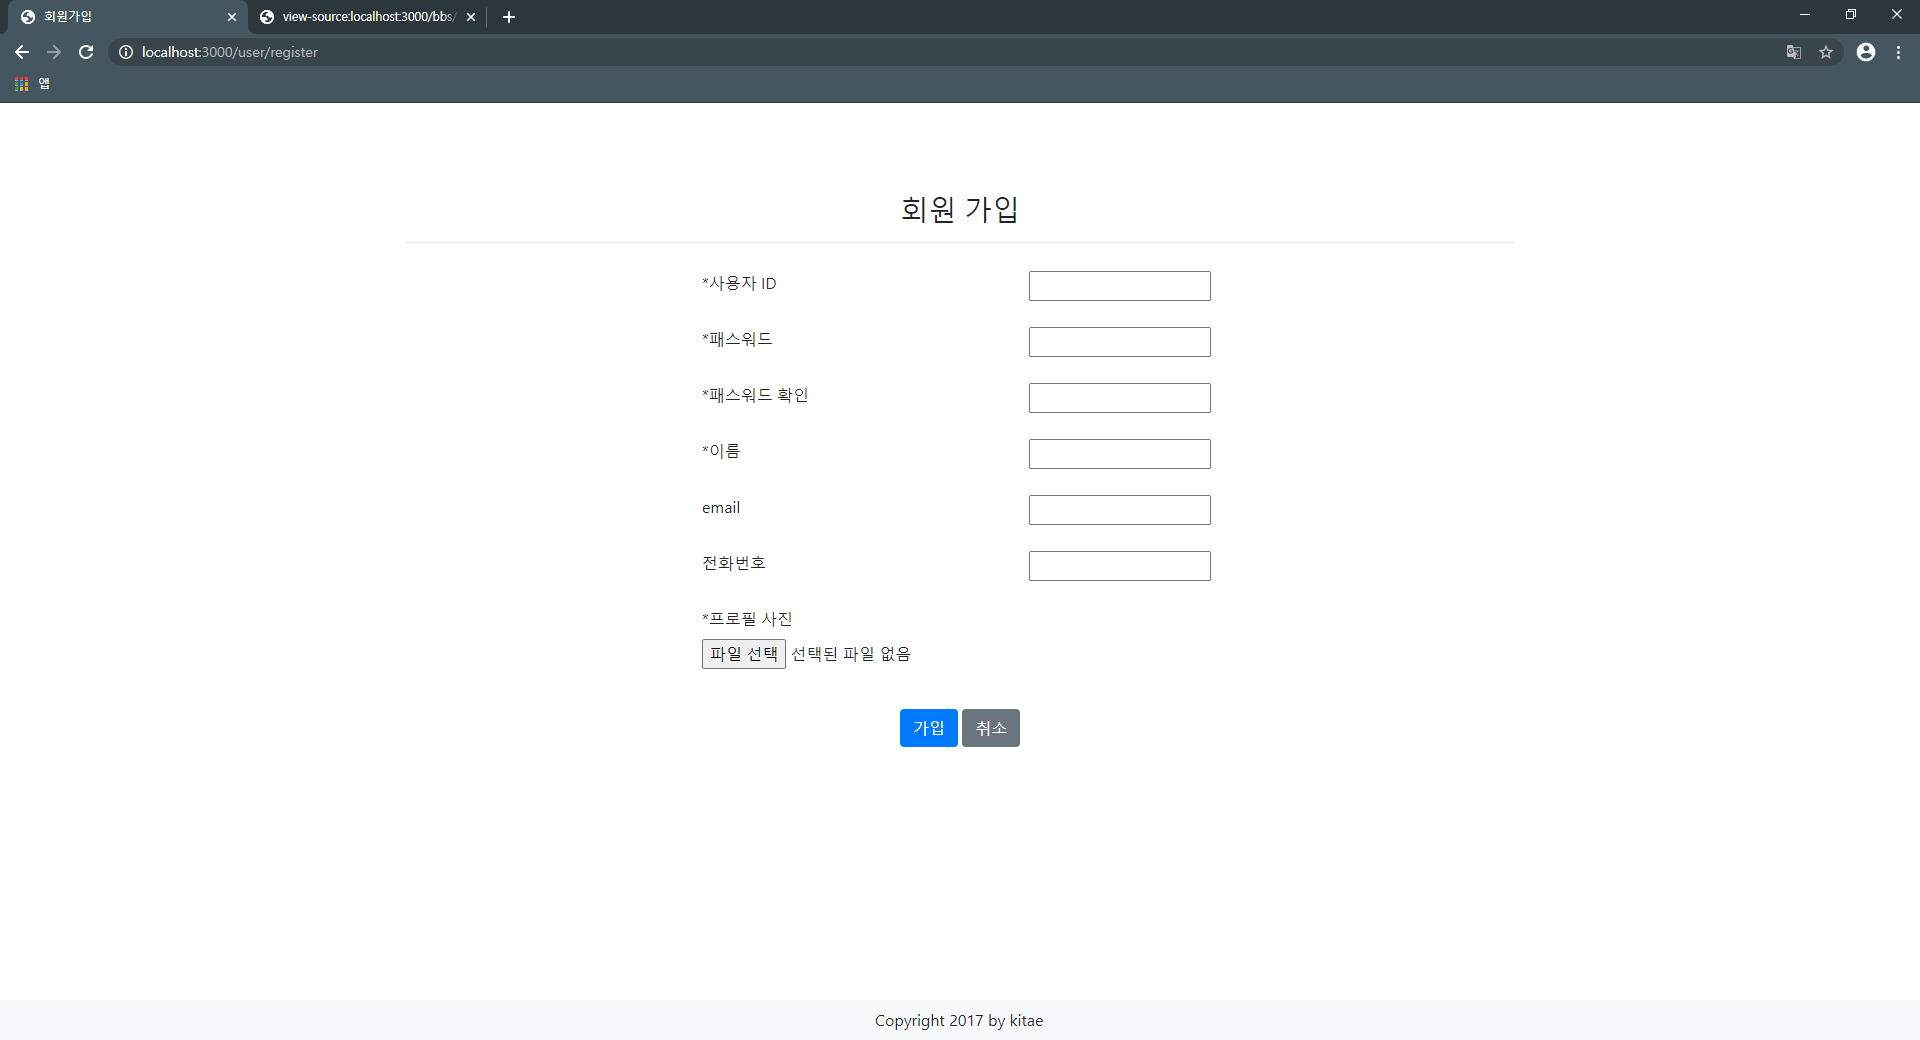 회원가입
view-source:localhost:3000/bbs/
localhost:3000/user/register
앱
회원 가입
*사용자 ID
*패스워드
*패스워드 확인
*이름
email
전화번호
*프로필 사진
파일 선택 선택된 파일 없음
가입 취소
Copyright 2017 by kitae